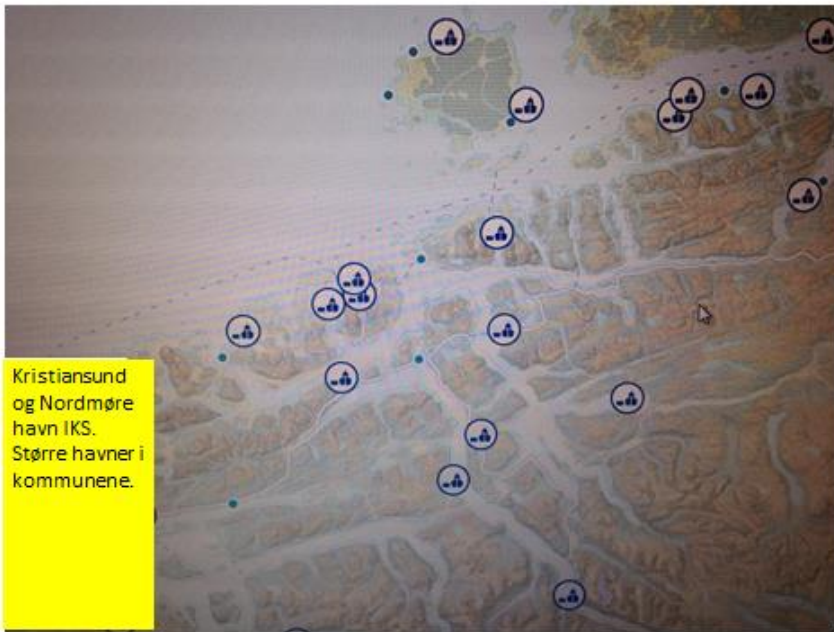 Kristiansund
og Nordmøre
havn IKS.
Større havner i
kommunene.